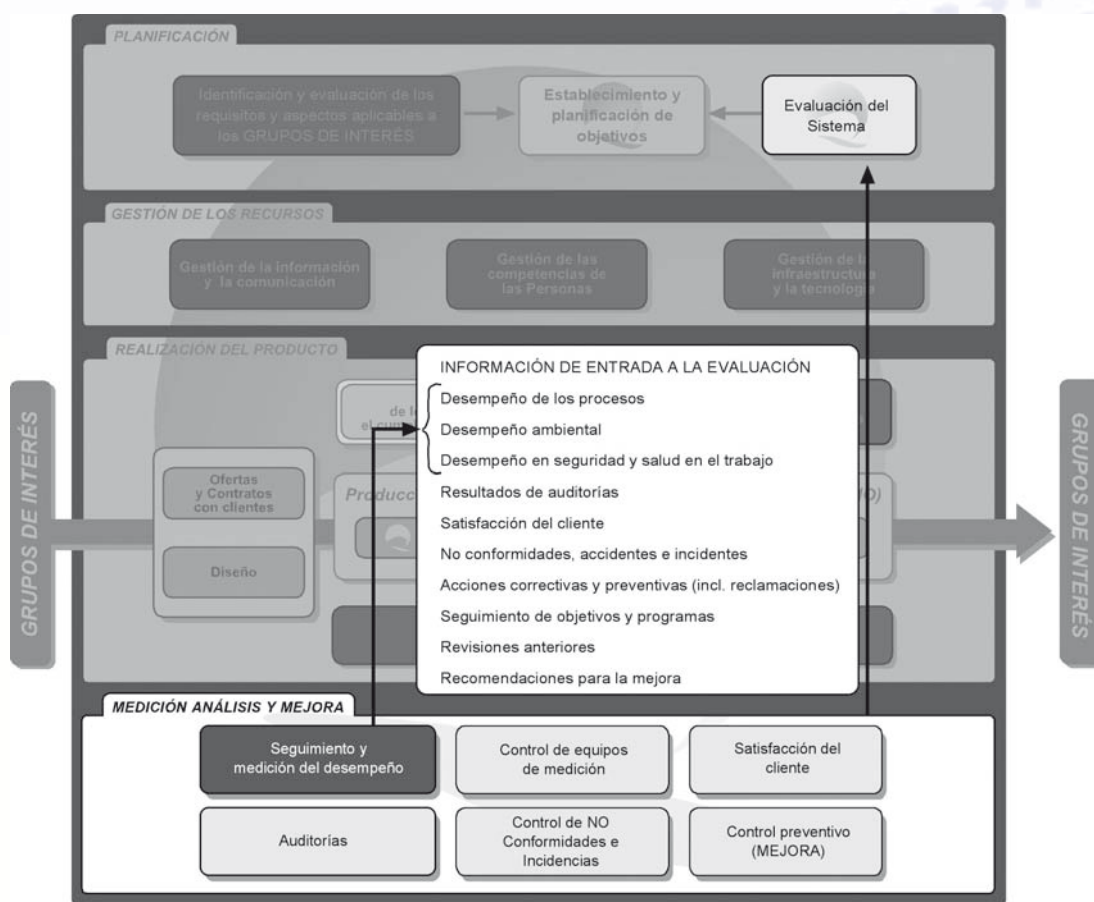 PLANIFICACIÓN
Identificación y evaluación de los
requisitos y aspectos aplicables a
los GRUPOS DE INTERÉS
Establecimiento y
planificación de
objetivos
Evaluación del
Sistema
GESTIÓN DE LOS RECURSOS
Gestión de la información
y la comunicación
Gestión de las
competencias de
las Personas
Gestión de la
infraestructura
y la tecnología
REALIZACIÓN DEL PRODUCTO
GRUPOS DE INTERÉS
Ofertas
y Contratos
con clientes
Diseño
INFORMACIÓN DE ENTRADA A LA EVALUACIÓN
Desempeño de los procesos
Desempeño ambiental
Desempeño en seguridad y salud en el trabajo
Resultados de auditorías
Satisfacción del cliente
No conformidades, accidentes e incidentes
Acciones correctivas y preventivas (incl. reclamaciones)
Seguimiento de objetivos y programas
Revisiones anteriores
Recomendaciones para la mejora
GRUPOS DE INTERÉS
MEDICIÓN ANÁLISIS Y MEJORA
Seguimiento y
medición del desempeño
Control de equipos
de medición
Satisfacción del
cliente
Auditorías
Control de NO
Conformidades e
Incidencias
Control preventivo
(MEJORA)